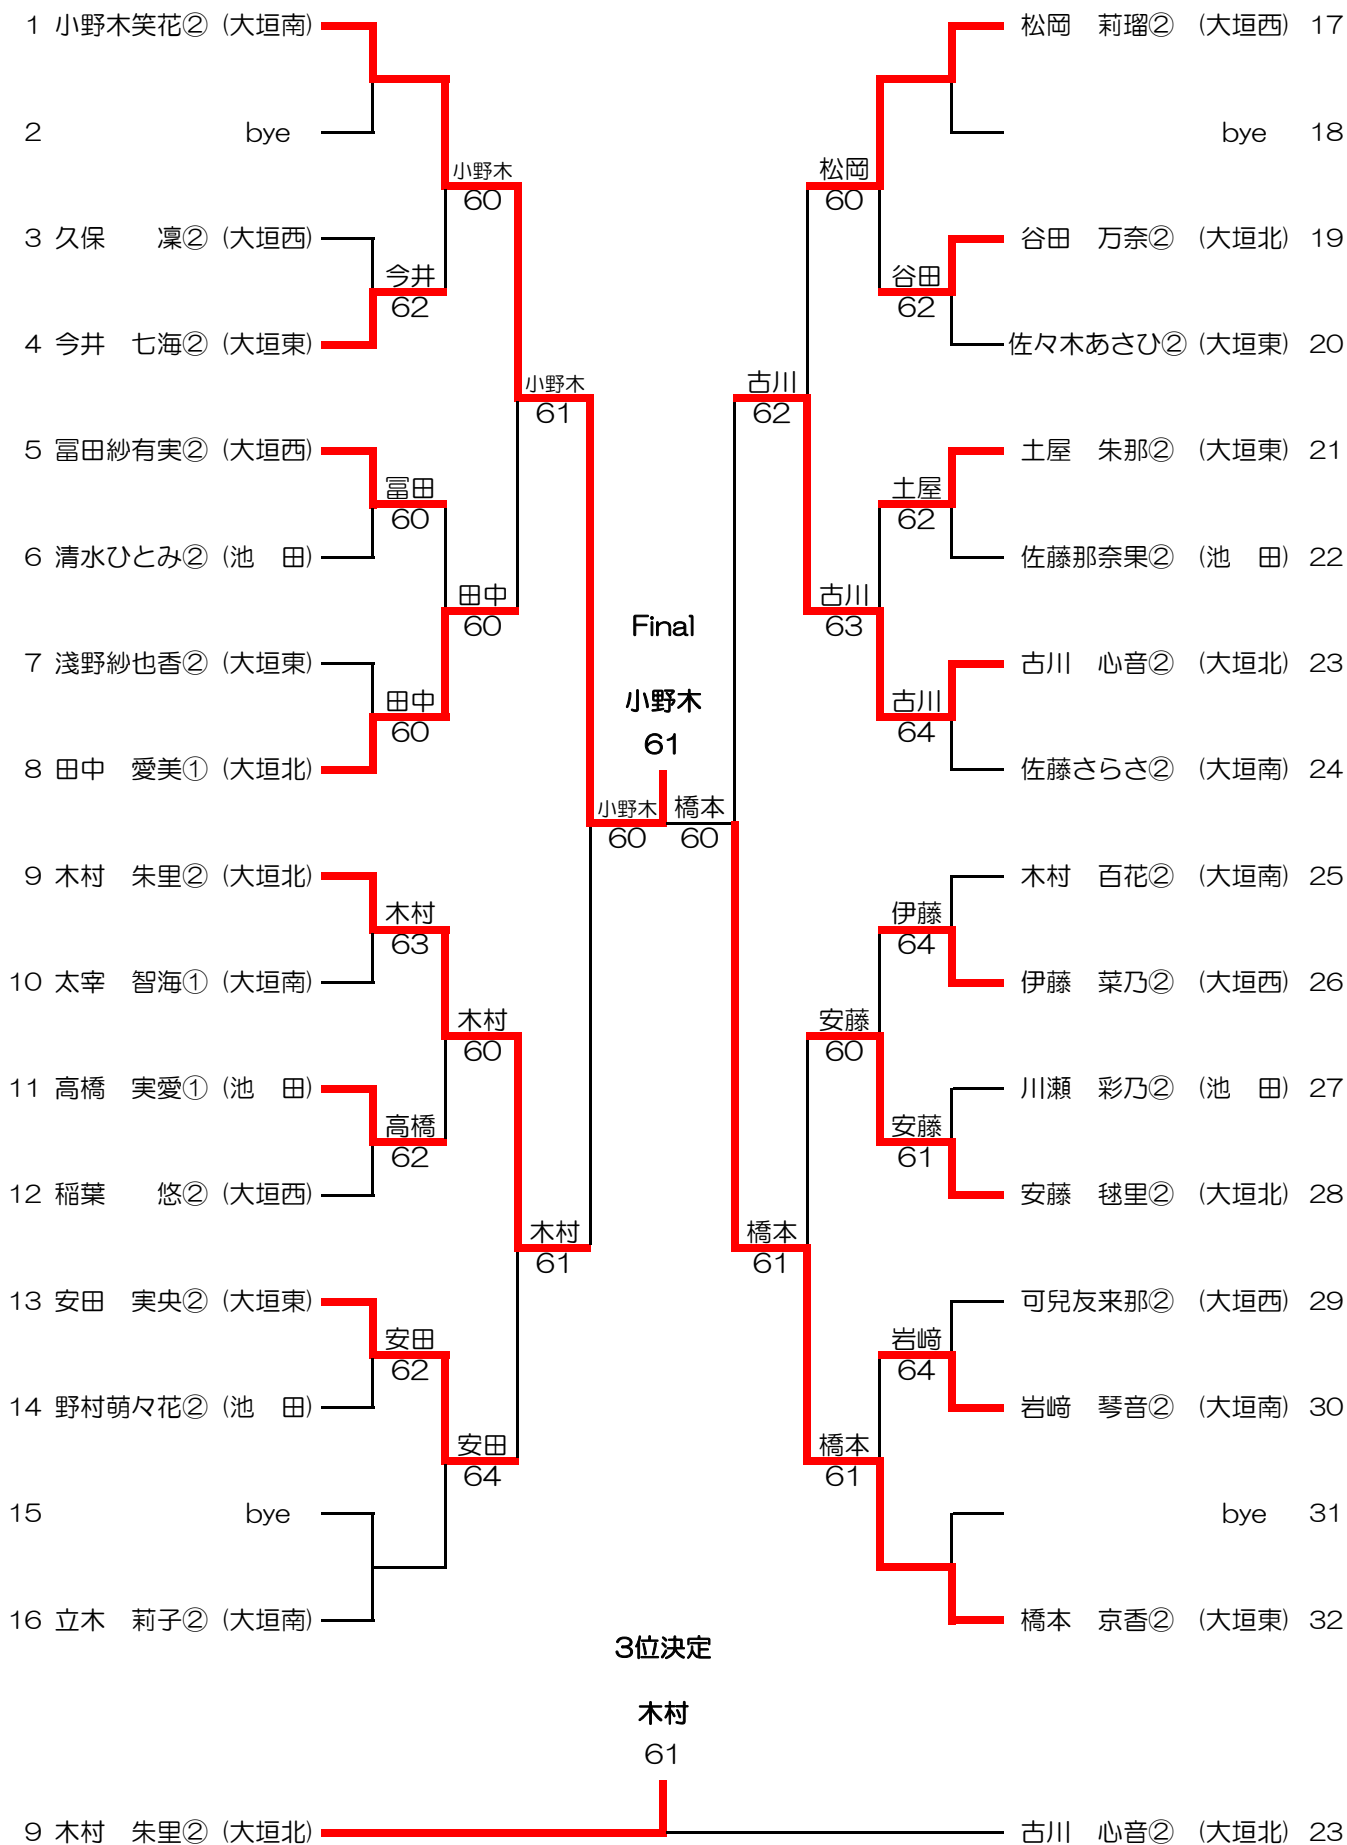 1 小野木笑花② (大垣南)
2 bye
3 久保　　凜② (大垣西)
4 今井　七海② (大垣東)
5 冨田紗有実② (大垣西)
6 清水ひとみ② (池　田)
7 淺野紗也香② (大垣東)
8 田中　愛美① (大垣北)
9 木村　朱里② (大垣北)
10 太宰　智海① (大垣南)
11 高橋　実愛① (池　田)
12 稲葉　　悠② (大垣西)
13 安田　実央② (大垣東)
14 野村萌々花② (池　田)
15 bye
16 立木　莉子② (大垣南)
今井
62
冨田
60
田中
60
木村
63
高橋
62
安田
62
小野木
60
田中
60
木村
60
安田
64
小野木
61
木村
61
小野木
60
Final
小野木
61
橋本
60
古川
62
橋本
61
松岡
60
古川
63
安藤
60
橋本
61
谷田
62
土屋
62
古川
64
伊藤
64
安藤
61
岩﨑
64
松岡　莉瑠② (大垣西) 17
bye 18
谷田　万奈② (大垣北) 19
佐々木あさひ② (大垣東) 20
土屋　朱那② (大垣東) 21
佐藤那奈果② (池　田) 22
古川　心音② (大垣北) 23
佐藤さらさ② (大垣南) 24
木村　百花② (大垣南) 25
伊藤　菜乃② (大垣西) 26
川瀬　彩乃② (池　田) 27
安藤　毬里② (大垣北) 28
可兒友来那② (大垣西) 29
岩﨑　琴音② (大垣南) 30
bye 31
橋本　京香② (大垣東) 32
3位決定
木村
61
9 木村　朱里② (大垣北)
古川　心音② (大垣北) 23